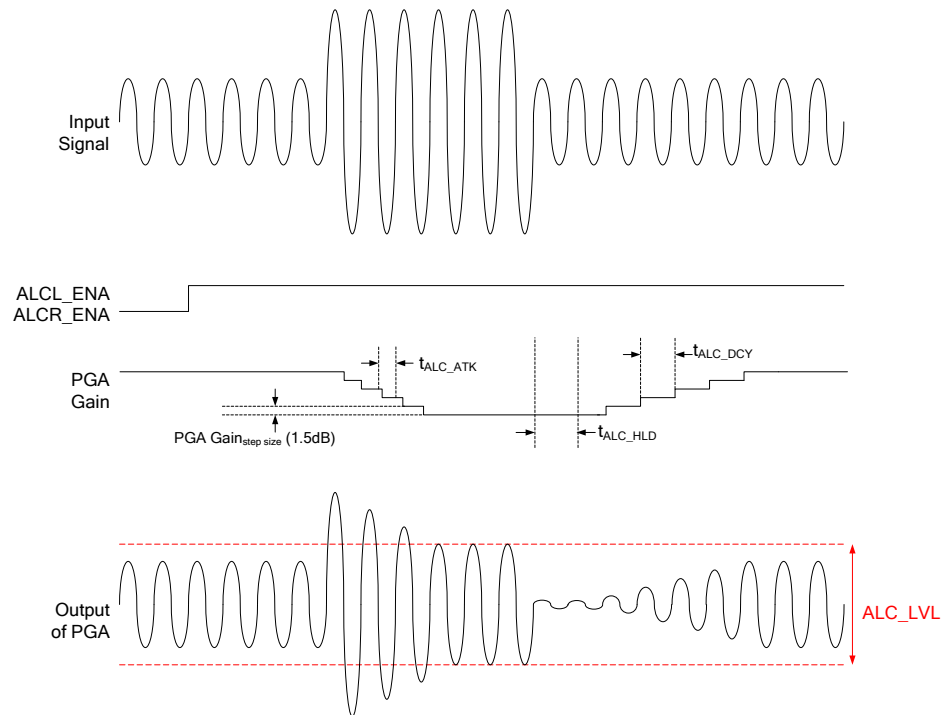 Input
Signal
ALCL_ENA
ALCR_ENA
PGA
Gain
tALC_ATK
tALC_DCY
PGA Gainstep size (1.5dB)
tALC_HLD
Output
of PGA
ALC_LVL